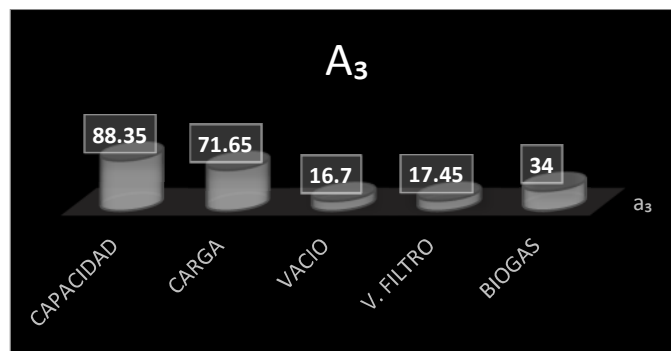 A₃
88.35
71.65
16.7
17.45
34
a₃
CAPACIDAD
CARGA
VACIO
V. FILTRO
BIOGAS